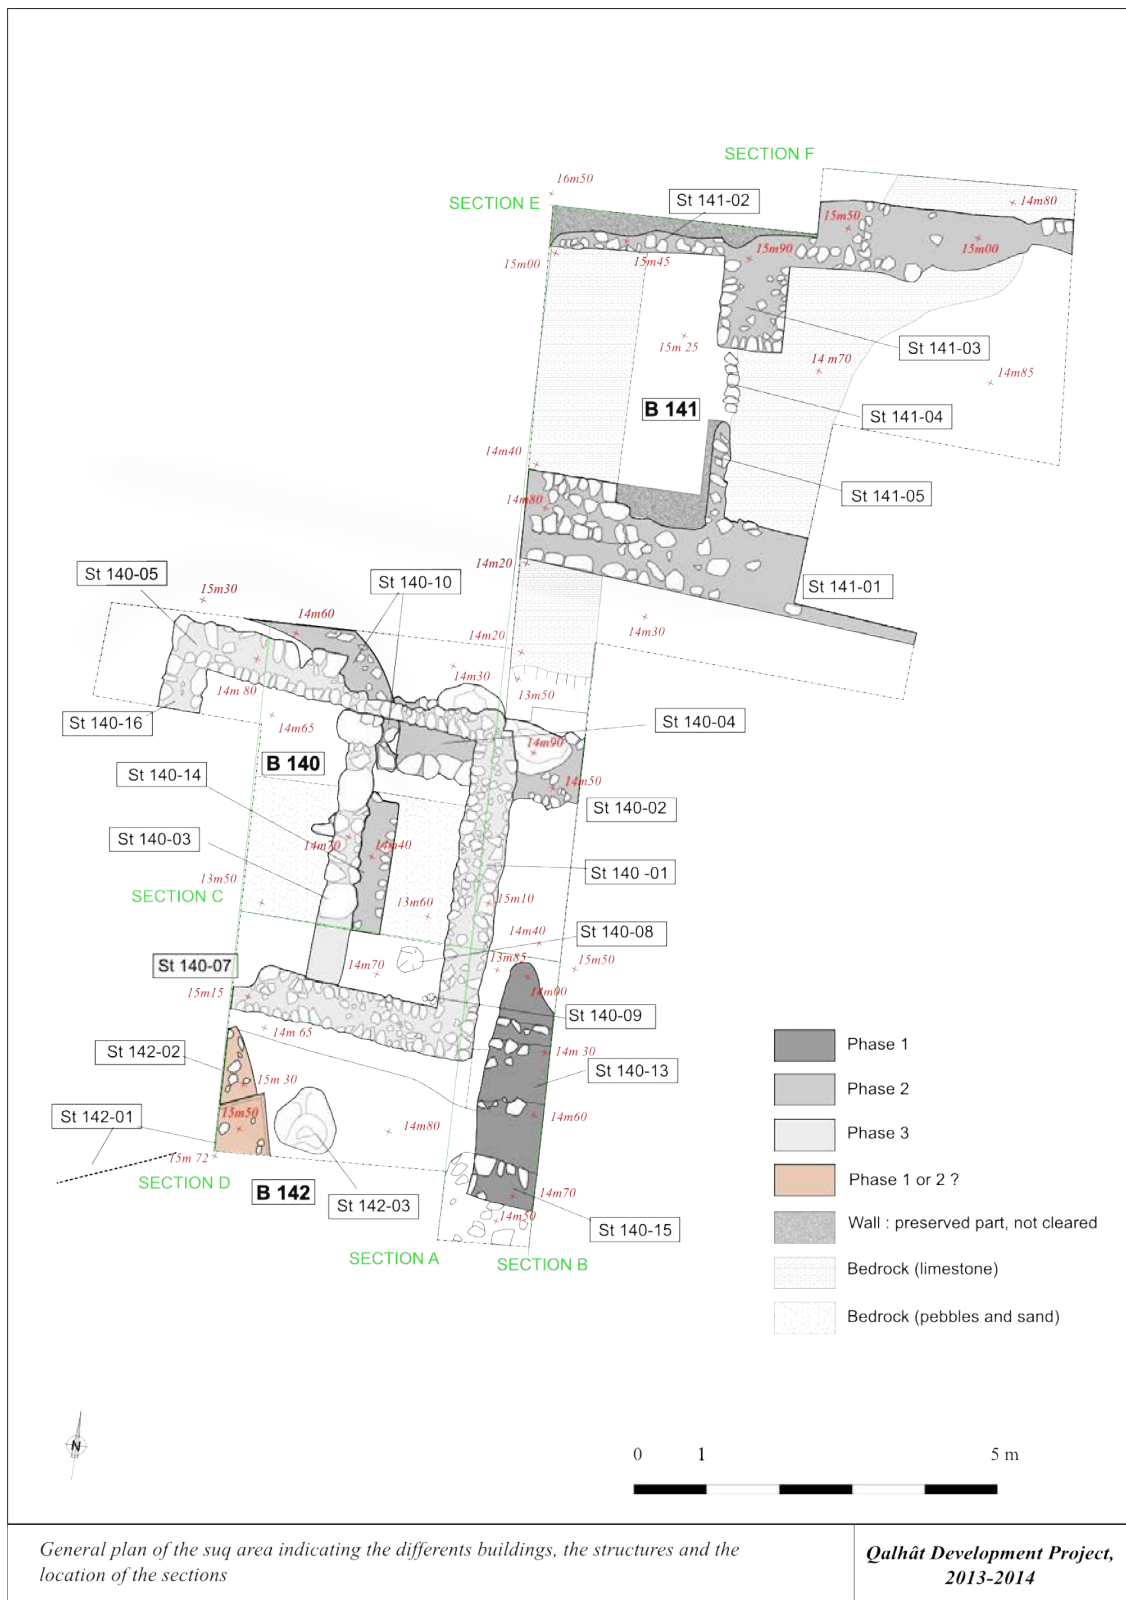 SECTION F
16m50
St 141-02
14m80
SECTION E
15m50
15m00
15m90
15m00
15m45
15m 25
St 141-03
14 m70
14m85
B 141
St 141-04
14m40
St 141-05
14m80
14m20
St 141-01
St 140-05
St 140-10
15m30
14m60
14m30
14m20
14m30
13m50
14m 80
St 140-16
14m65
St 140-04
B 140
14m90
St 140-14
14m50
St 140-02
St 140-03
14m70
14m40
13m50
St 140 -01
SECTION C
13m60
15m10
14m40
St 140-08
13m85
15m50
St 140-07
14m70
14m00
15m15
St 140-09
14m 65
St 142-02
14m 30
St 140-13
15m 30
St 142-01
15m50
14m60
14m80
15m 72
SECTION D
B 142
St 142-03
14m70
14m50
St 140-15
SECTION A
SECTION B
Phase 1
Phase 2
Phase 3
Phase 1 or 2 ?
Wall : preserved part, not cleared
Bedrock (limestone)
Bedrock (pebbles and sand)
N
0 1 5 m
General plan of the suq area indicating the differents buildings, the structures and the
location of the sections
Qalhât Development Project,
2013-2014